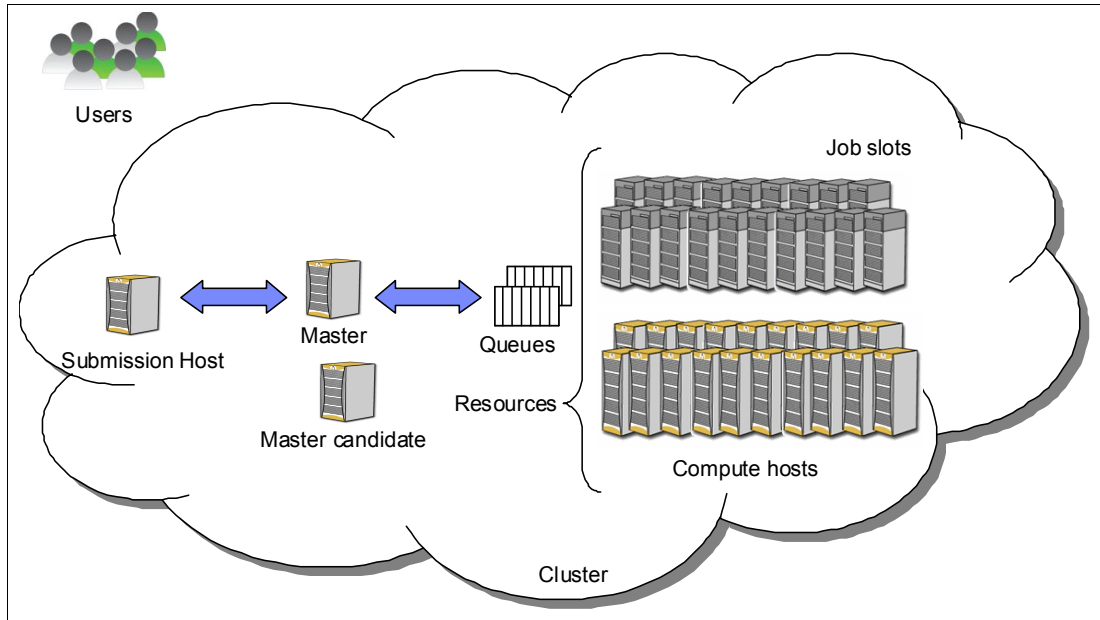 Users
Job slots
Submission Host
Master
Queues
Master candidate
Resources
Compute hosts
Cluster